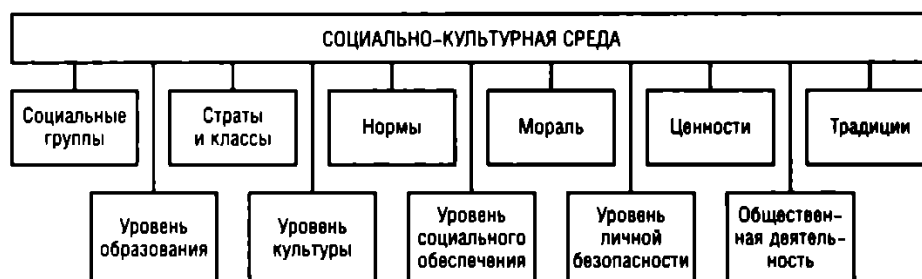 СОЦИАЛЬНО-КУЛЬТУРНАЯ СРЕДА
Социальные
группы
Страты
и классы
Нормы
Мораль
Ценности
Традиции
Уровень
образования
Уровень
культуры
Уровень
социального
обеспечения
Уровень
личной
безопасности
Обществен-
ная деятель-
ность